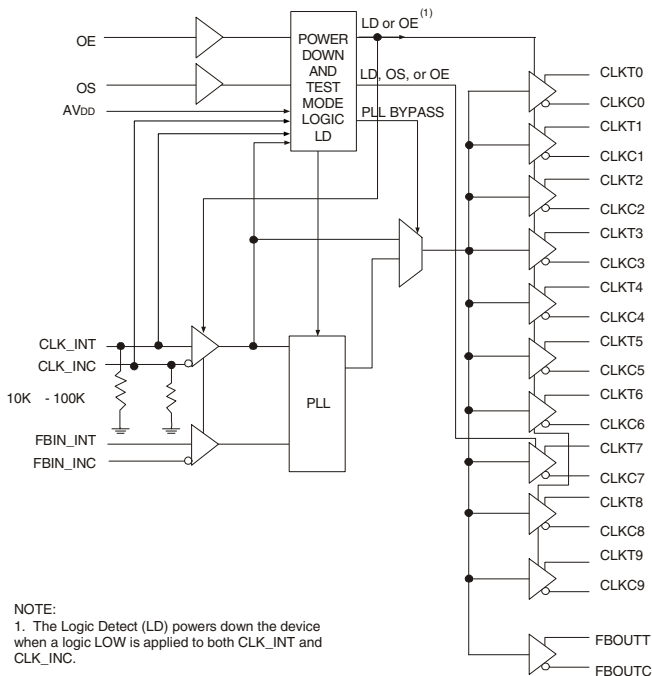 OE
OS
AVDD
POWER
DOWN
AND
TEST
MODE
LOGIC
LD
LD or OE (1)
LD, OS, or OE
PLL BYPASS
CLK_INT
CLK_INC
10K - 100K
FBIN_INT
FBIN_INC
PLL
CLKT0
CLKC0
CLKT1
CLKC1
CLKT2
CLKC2
CLKT3
CLKC3
CLKT4
CLKC4
CLKT5
CLKC5
CLKT6
CLKC6
CLKT7
CLKC7
CLKT8
CLKC8
CLKT9
CLKC9
FBOUTT
FBOUTC
NOTE:
1. The Logic Detect (LD) powers down the device
when a logic LOW is applied to both CLK_INT and
CLK_INC.